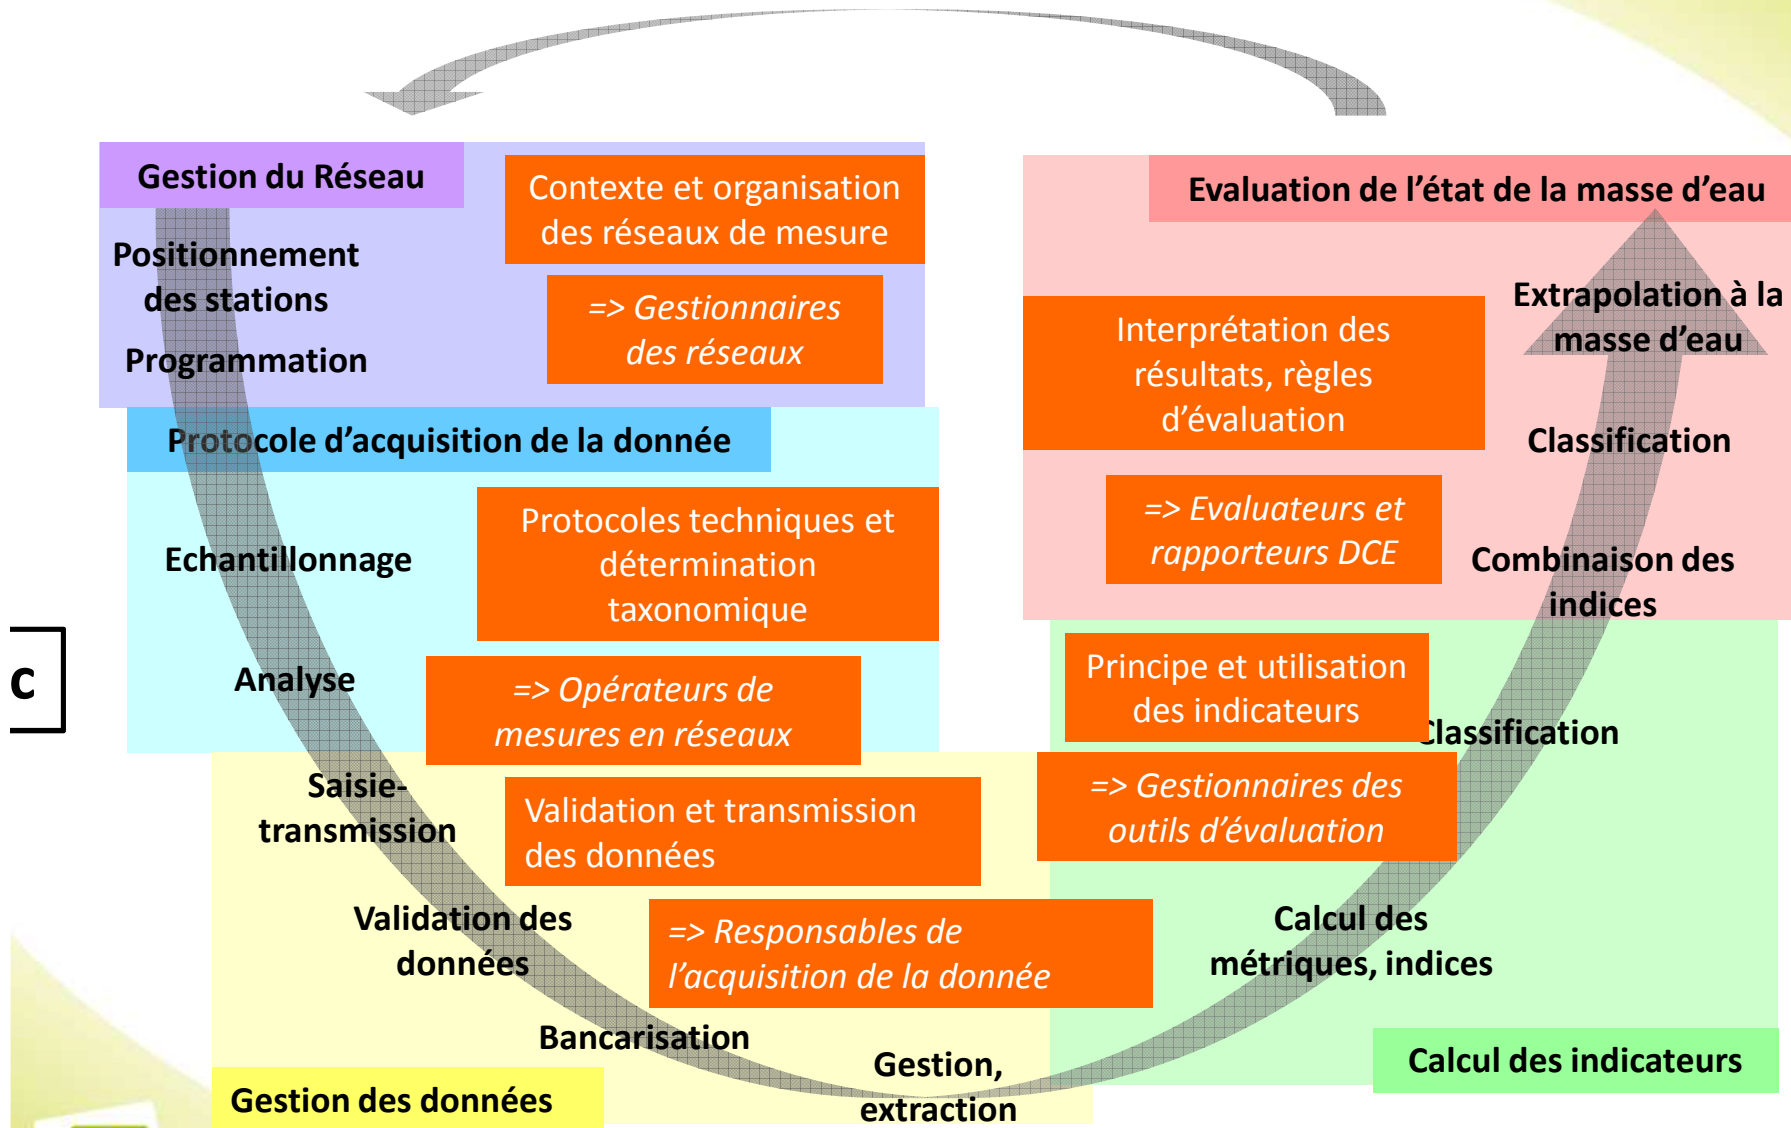 Gestion du Réseau
Positionnement
des stations
Programmation
Contexte et organisation
des réseaux de mesure
=> Gestionnaires
des réseaux
Protocole d’acquisition de la donnée
Echantillonnage
Analyse
Protocoles techniques et
détermination
taxonomique
=> Opérateurs de
mesures en réseaux
c
Saisie-
transmission
Validation et transmission
des données
Validation des
données
=> Responsables de
l’acquisition de la donnée
Bancarisation
Gestion,
extraction
Gestion des données
Evaluation de l’état de la masse d’eau
Extrapolation à la
masse d’eau
Interprétation des
résultats, règles
d’évaluation
Classification
=> Evaluateurs et
rapporteurs DCE
Combinaison des
indices
Principe et utilisation
des indicateurs
Classification
=> Gestionnaires des
outils d’évaluation
Calcul des
métriques, indices
Calcul des indicateurs